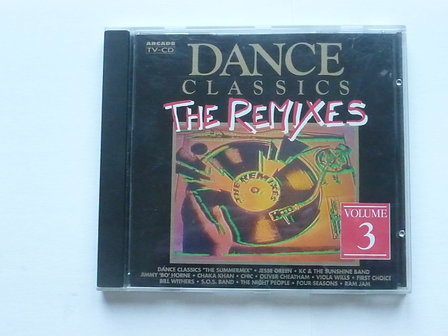 ARCADE
TV-CD
DANCE
CLASSICS
THE REMIXES
THE REMIXES
VOLUME
3
DANCE CLASSICS "THE SUMMERMIX" • JESSE GREEN • KC & THE SUNSHINE BAND
JIMMY 'BO' HORNE • CHAKA KHAN • CHIC • OLIVER CHEATHAM • VIOLA WILLS • FIRST CHOICE
BILL WITHERS • S.O.S. BAND • THE NIGHT PEOPLE • FOUR-SEASONS • RAM JAM